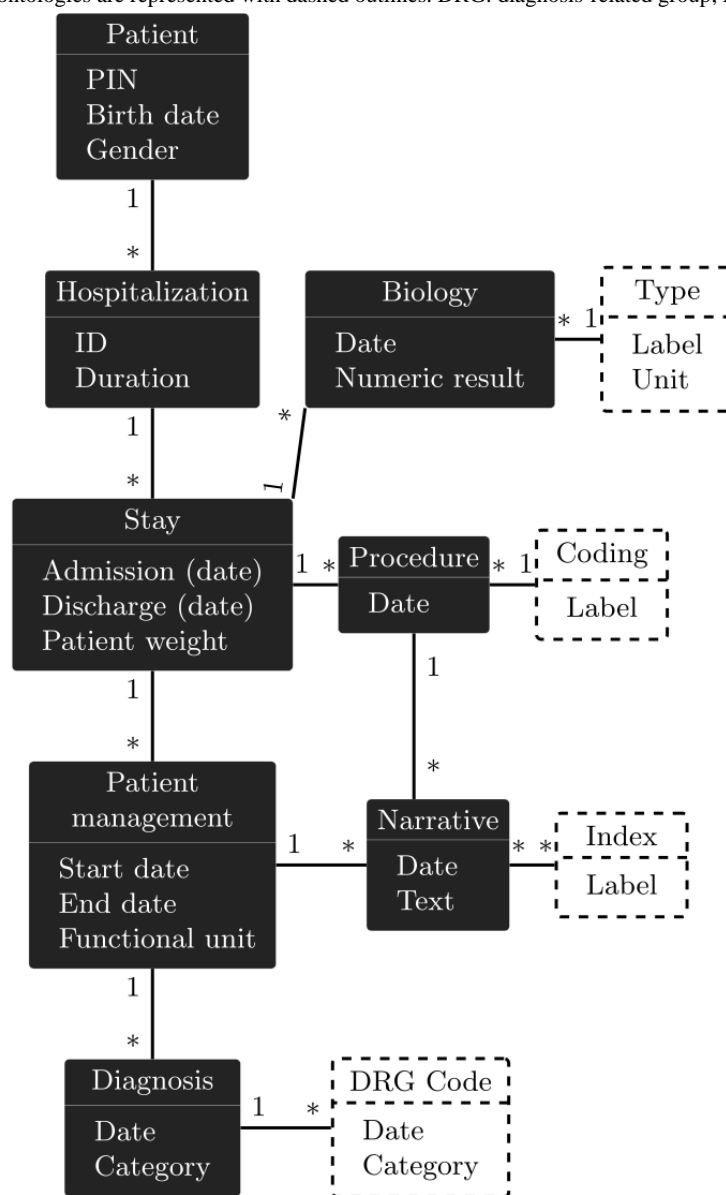 ontologies are represented with dashed outlines. DRG: diagnosis-related group;
Patient
PIN
Birth date
Gender
1
*
Hospitalization
ID
Duration
Biology
Date
Numeric result
* 1
Type
Label
Unit
1
*
*
1
Stay
Admission (date)
Discharge (date)
Patient weight
1 *
Procedure
Date
* 1
Coding
Label
1
*
1
*
Patient
management
Start date
End date
Functional unit
1 *
Narrative
Date
Text
* *
Index
Label
1
*
Diagnosis
Date
Category
1 *
DRG Code
Date
Category